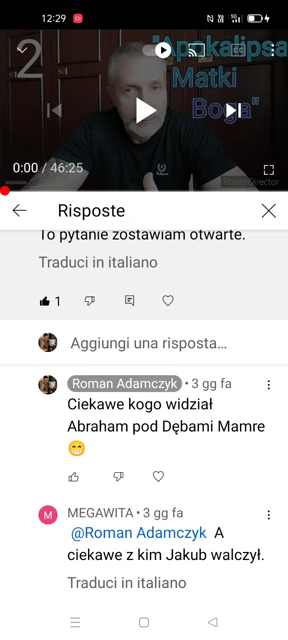 12:29
2
"Apokalipsa
Matki
Boga"
0:00 / 46:25
PowerDirector
Risposte
To pytanie zostawiam otwarte.
Traduci in italiano
1
Aggiungi una risposta...
Roman Adamczyk • 3 gg fa
Ciekawe kogo widział
Abraham pod Dębami Mamre
😁
M
MEGAWITA • 3 gg fa
@Roman Adamczyk A
ciekawe z kim Jakub walczył.
Traduci in italiano